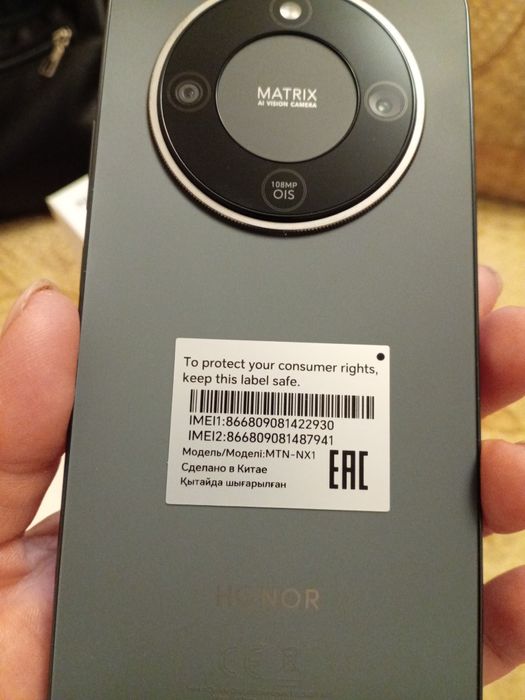 MATRIX
AI VISION CAMERA
108MP
OIS
To protect your consumer rights,
keep this label safe.
IMEI1:866809081422930
IMEI2:866809081487941
Модель/Моделі:MTN-NX1
Сделано в Китае
Қытайда шығарылған
EAC
HONOR
CE